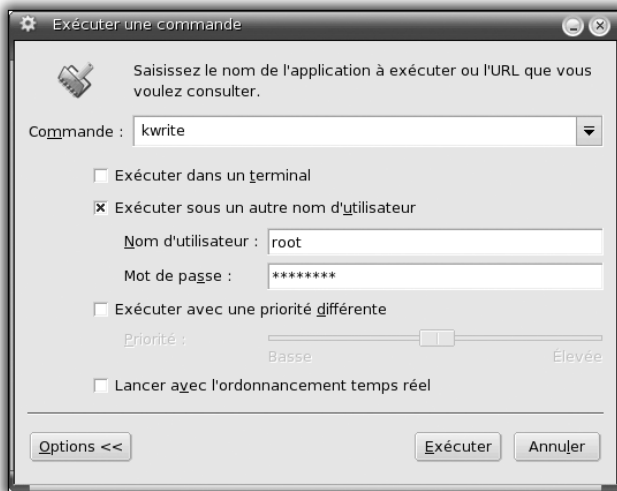 Exécuter une commande
Saisissez le nom de l'application à exécuter ou l'URL que vous
voulez consulter.
Commande : kwrite
Exécuter dans un terminal
Exécuter sous un autre nom d'utilisateur
Nom d'utilisateur : root
Mot de passe : ********
Exécuter avec une priorité différente
Priorité :
Basse Élevée
Lancer avec l'ordonnancement temps réel
Options << Exécuter Annuler